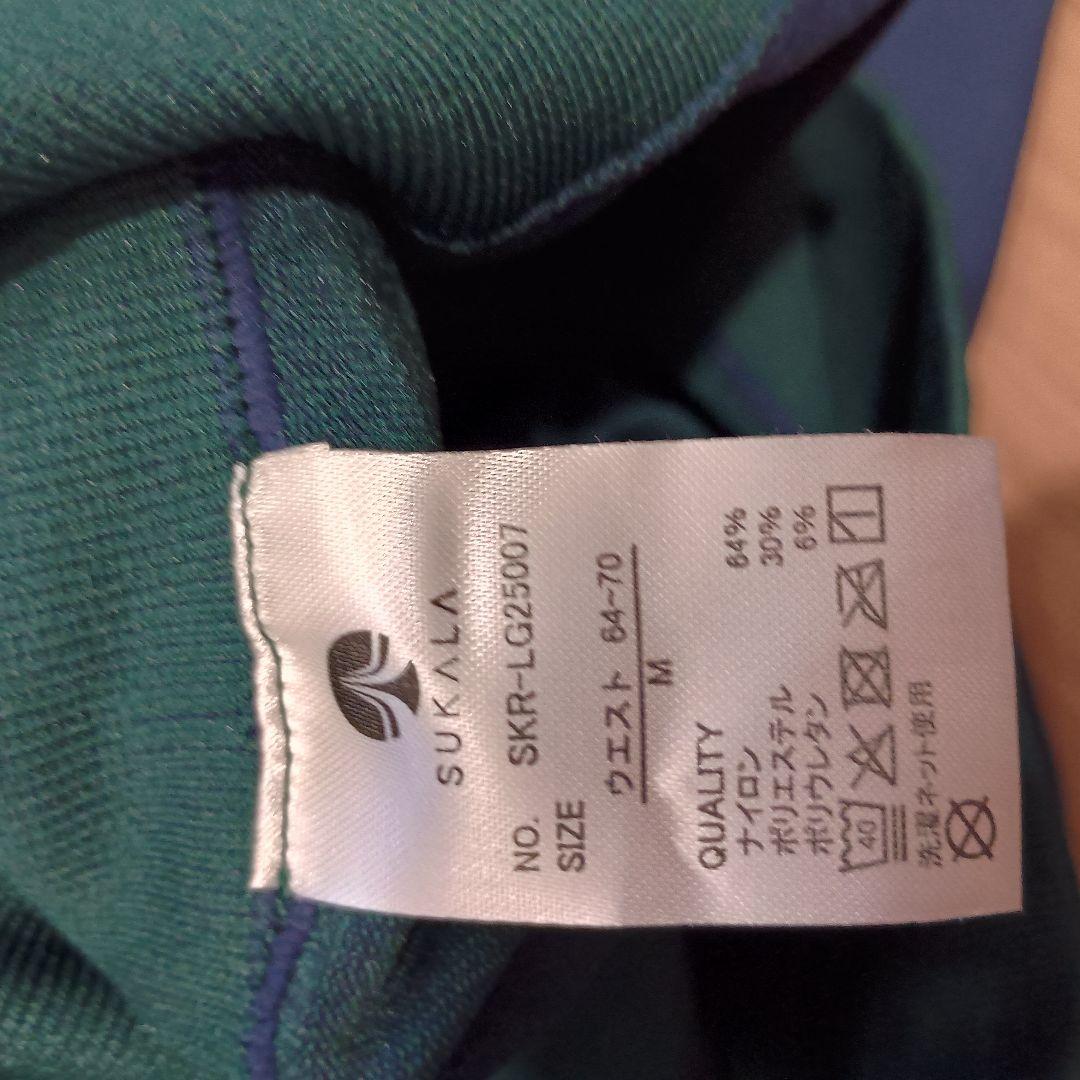 SUKALA
NO. SKR-LG25007
SIZE
ウエスト 64-70
M
QUALITY
ナイロン 64%
ポリエステル 30%
ポリウレタン 6%
40
洗濯ネット使用